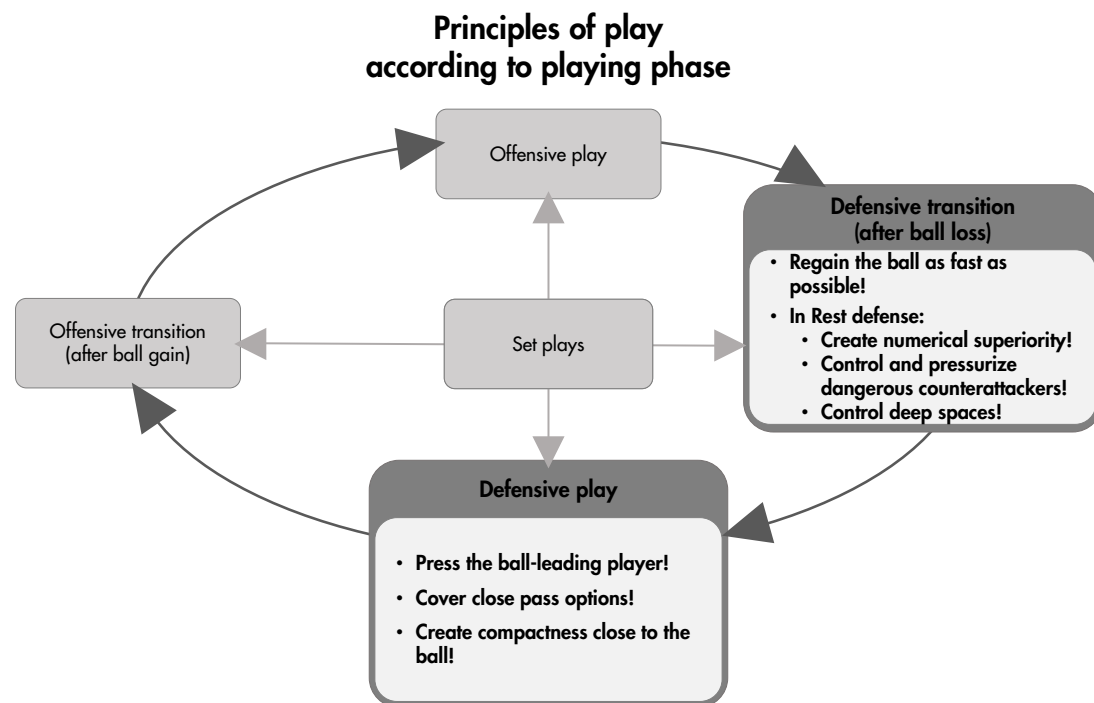 Principles of play
according to playing phase
Offensive play
Defensive transition
(after ball loss)
• Regain the ball as fast as
possible!
• In Rest defense:
• Create numerical superiority!
• Control and pressurize
dangerous counterattackers!
• Control deep spaces!
Offensive transition
(after ball gain)
Set plays
Defensive play
• Press the ball-leading player!
• Cover close pass options!
• Create compactness close to the
ball!